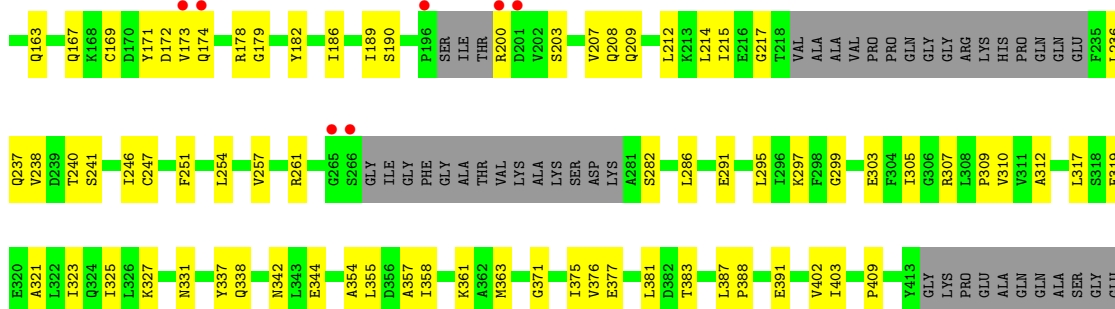 Q163 Q167 K168 C169 D170 Y171 D172 V173 Q174 R178 G179 Y182 I186 I189 S190 P196 SER ILE THR R200 D201 V202 S203 V207 Q208 Q209 L212 K213 L214 I215 E216 G217 T218 VAL ALA ALA VAL PRO PRO GLN GLY GLY ARG LYS HIS PRO GLN GLN GLU F235 L236
Q237 V238 D239 T240 S241 I246 C247 F251 L254 V257 R261 G265 S266 GLY ILE GLY PHE GLY ALA THR VAL LYS ALA LYS SER ASP LYS A281 S282 L286 E291 L295 I296 K297 F298 G299 E303 F304 I305 G306 R307 L308 P309 V310 V311 A312 L317 S318 E319
E320 A321 L322 I323 Q324 I325 L326 K327 N331 Y337 Q338 N342 L343 E344 A354 L355 D356 A357 I358 K361 A362 M363 G371 I375 V376 E377 L381 D382 T383 L387 P388 E391 V402 I403 P409 Y413 GLY LYS PRO GLU ALA GLN GLN ALA SER GLY GLU